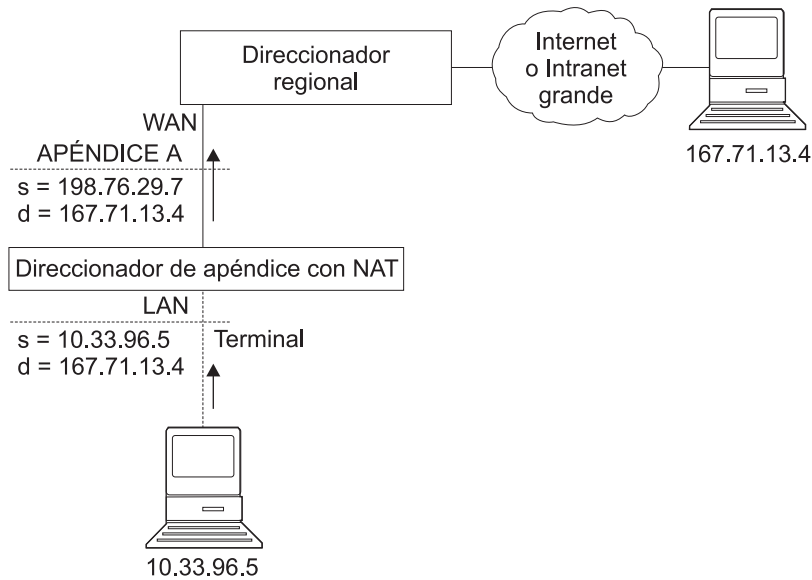 Direccionador
regional
Internet
o Intranet
grande
167.71.13.4
WAN
APÉNDICE A
s = 198.76.29.7
d = 167.71.13.4
Direccionador de apéndice con NAT
LAN
s = 10.33.96.5
d = 167.71.13.4
Terminal
10.33.96.5